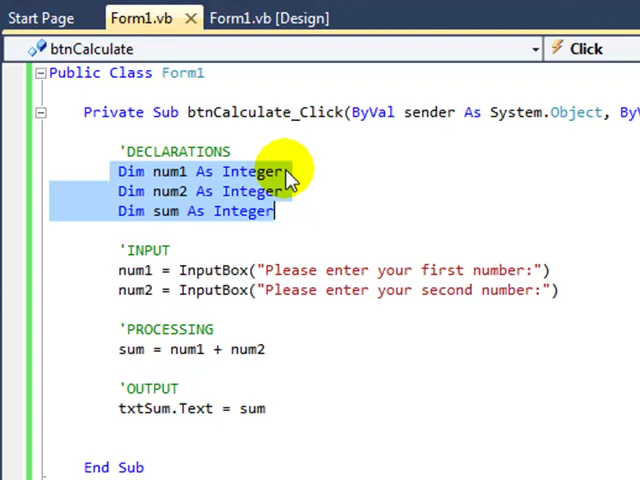 Start Page Form1.vb Form1.vb [Design]
btnCalculate Click
Public Class Form1
Private Sub btnCalculate_Click(ByVal sender As System.Object, ByV
'DECLARATIONS
Dim num1 As Integer
Dim num2 As Integer
Dim sum As Integer
'INPUT
num1 = InputBox("Please enter your first number:")
num2 = InputBox("Please enter your second number:")
'PROCESSING
sum = num1 + num2
'OUTPUT
txtSum.Text = sum
End Sub